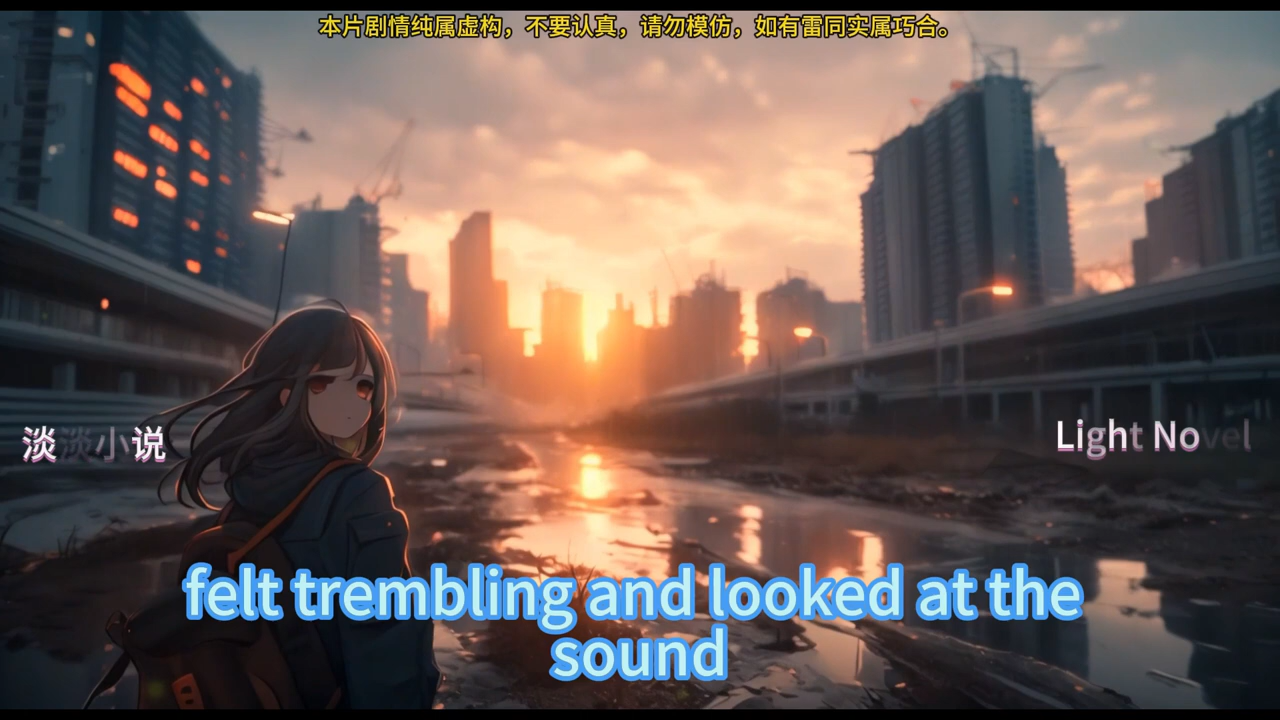 本片剧情纯属虚构，不要认真，请勿模仿，如有雷同实属巧合。
淡淡小说
Light Novel
felt trembling and looked at the
sound